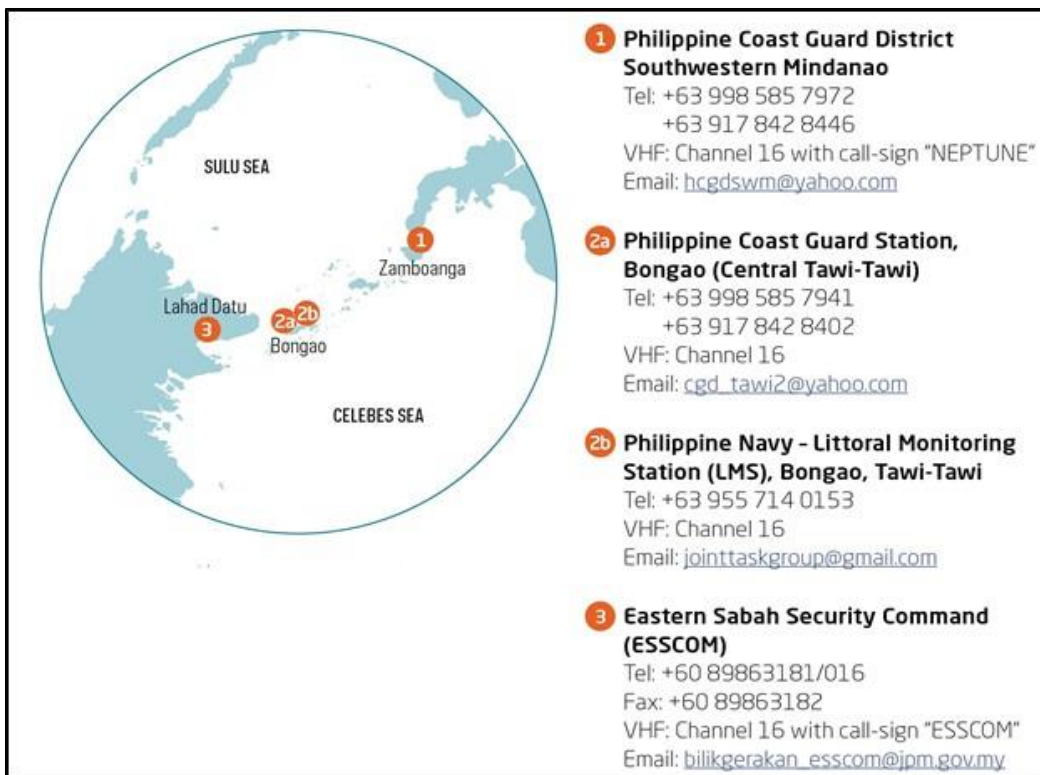 SULU SEA
1
Zamboanga
Lahad Datu
3
2a
2b
Bongao
CELEBES SEA
1 Philippine Coast Guard District
Southwestern Mindanao
Tel: +63 998 585 7972
+63 917 842 8446
VHF: Channel 16 with call-sign "NEPTUNE"
Email: hcgdswm@yahoo.com
2a Philippine Coast Guard Station,
Bongao (Central Tawi-Tawi)
Tel: +63 998 585 7941
+63 917 842 8402
VHF: Channel 16
Email: cgd_tawi2@yahoo.com
2b Philippine Navy – Littoral Monitoring
Station (LMS), Bongao, Tawi-Tawi
Tel: +63 955 714 0153
VHF: Channel 16
Email: jointtaskgroup@gmail.com
3 Eastern Sabah Security Command
(ESSCOM)
Tel: +60 89863181/016
Fax: +60 89863182
VHF: Channel 16 with call-sign "ESSCOM"
Email: bilikgerakan_esscom@jpm.gov.my